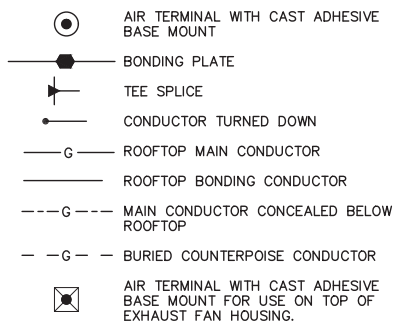 AIR TERMINAL WITH CAST ADHESIVE
BASE MOUNT
BONDING PLATE
TEE SPLICE
CONDUCTOR TURNED DOWN
G ROOFTOP MAIN CONDUCTOR
ROOFTOP BONDING CONDUCTOR
G MAIN CONDUCTOR CONCEALED BELOW
ROOFTOP
G BURIED COUNTERPOISE CONDUCTOR
AIR TERMINAL WITH CAST ADHESIVE
BASE MOUNT FOR USE ON TOP OF
EXHAUST FAN HOUSING.